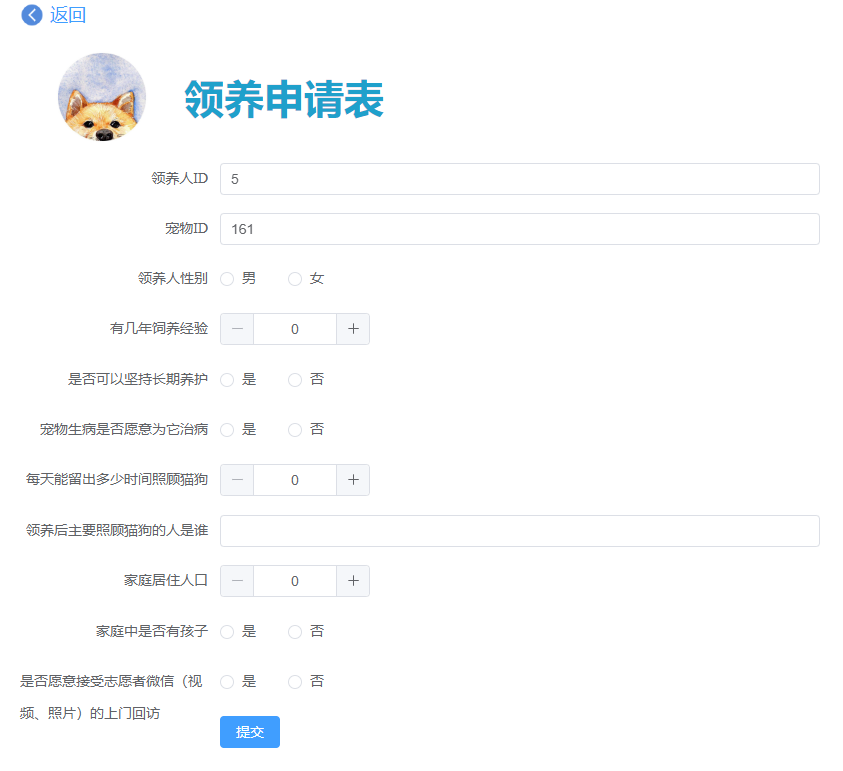 返回
领养申请表
领养人ID 5
宠物ID 161
领养人性别 男 女
有几年饲养经验 0
是否可以坚持长期养护 是 否
宠物生病是否愿意为它治病 是 否
每天能留出多少时间照顾猫狗 0
领养后主要照顾猫狗的人是谁
家庭居住人口 0
家庭中是否有孩子 是 否
是否愿意接受志愿者微信（视 是 否
频、照片）的上门回访
提交